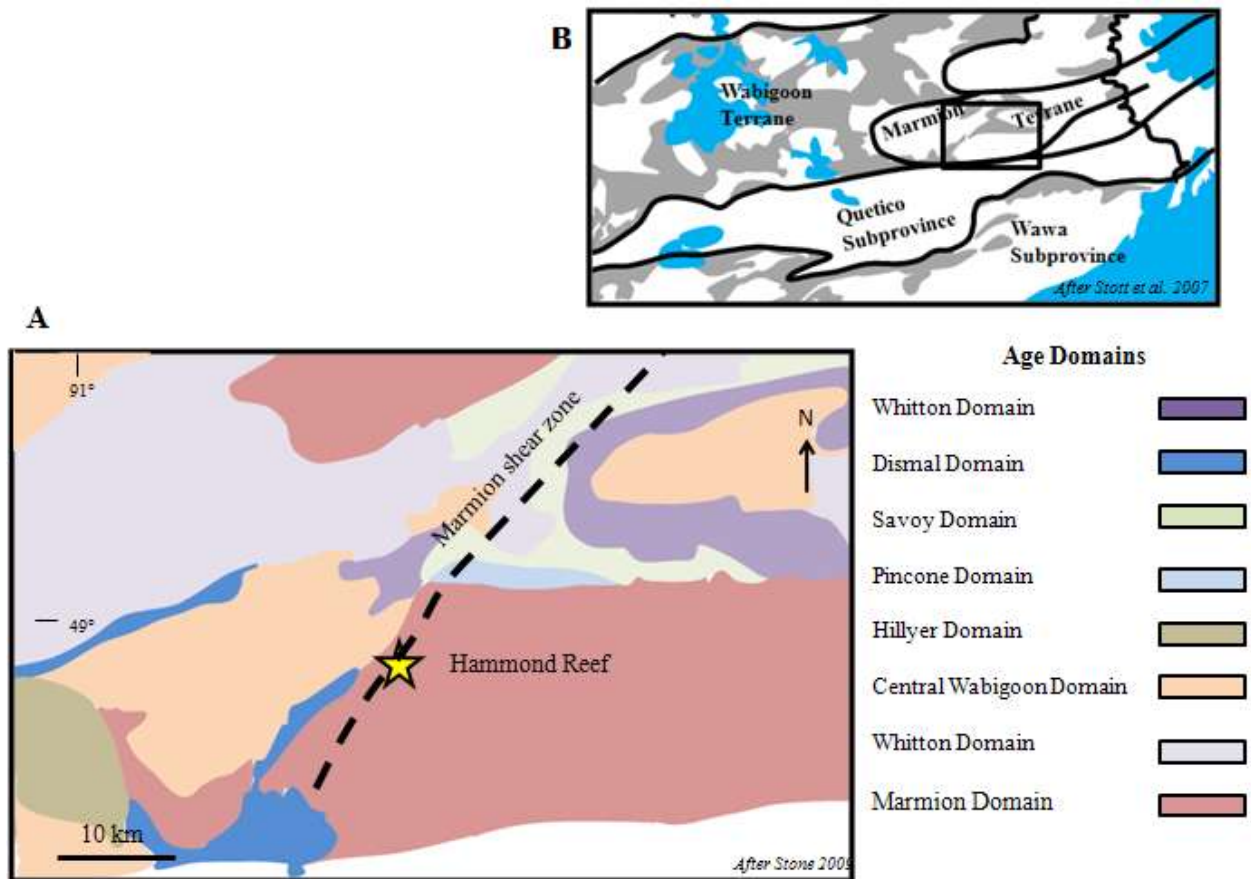 B
Wabigoon
Terrane
Marmion
Terrane
Quetico
Subprovince
Wawa
Subprovince
After Stott et al. 2007
A
91°
Marmion shear zone
N
49°
Hammond Reef
10 km
After Stone 2009
Age Domains
Whitton Domain
Dismal Domain
Savoy Domain
Pincone Domain
Hillyer Domain
Central Wabigoon Domain
Whitton Domain
Marmion Domain